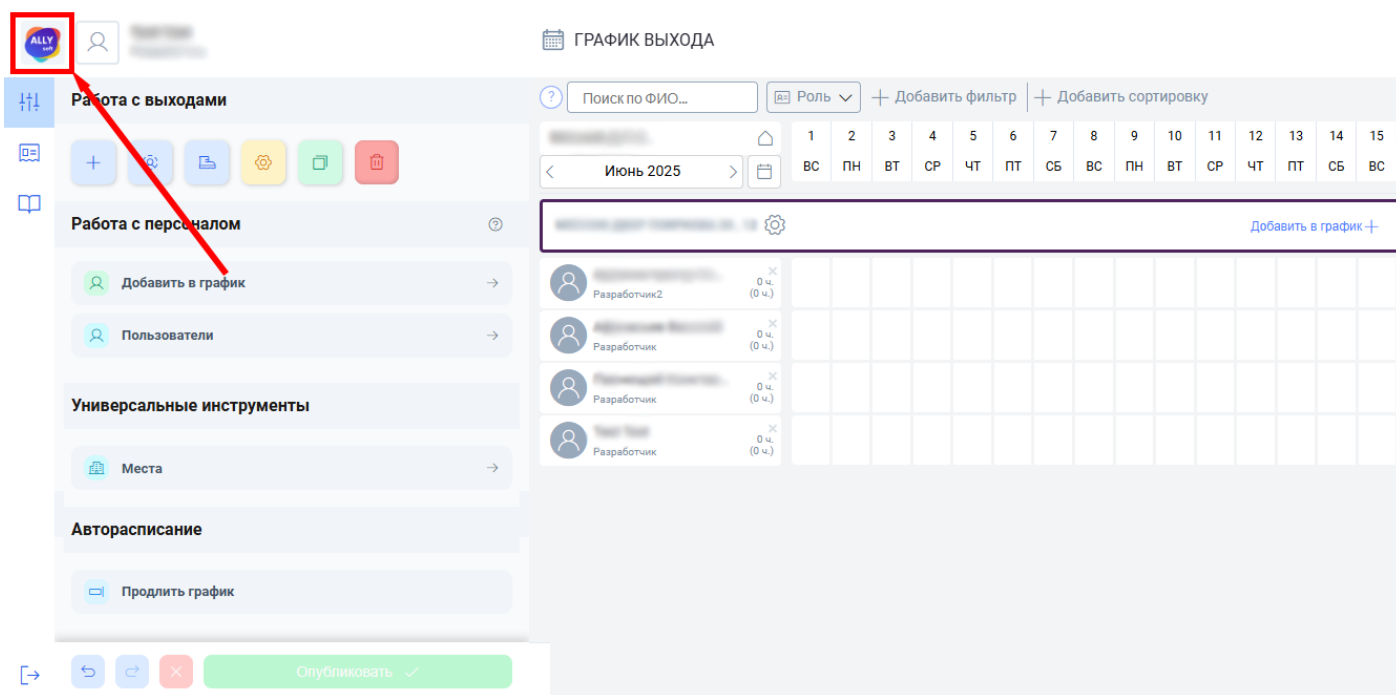 ALLY
soft
ГРАФИК ВЫХОДА
Работа с выходами
Поиск по ФИО...
Роль
Добавить фильтр
Добавить сортировку
1 2 3 4 5 6 7 8 9 10 11 12 13 14 15
Июнь 2025
ВС ПН ВТ СР ЧТ ПТ СБ ВС ПН ВТ СР ЧТ ПТ СБ ВС
Работа с персоналом
Добавить в график
Добавить в график
Разработчик2
0 ч.
(0 ч.)
Пользователи
Разработчик
0 ч.
(0 ч.)
Разработчик
0 ч.
(0 ч.)
Универсальные инструменты
Разработчик
0 ч.
(0 ч.)
Места
Авторасписание
Продлить график
Опубликовать